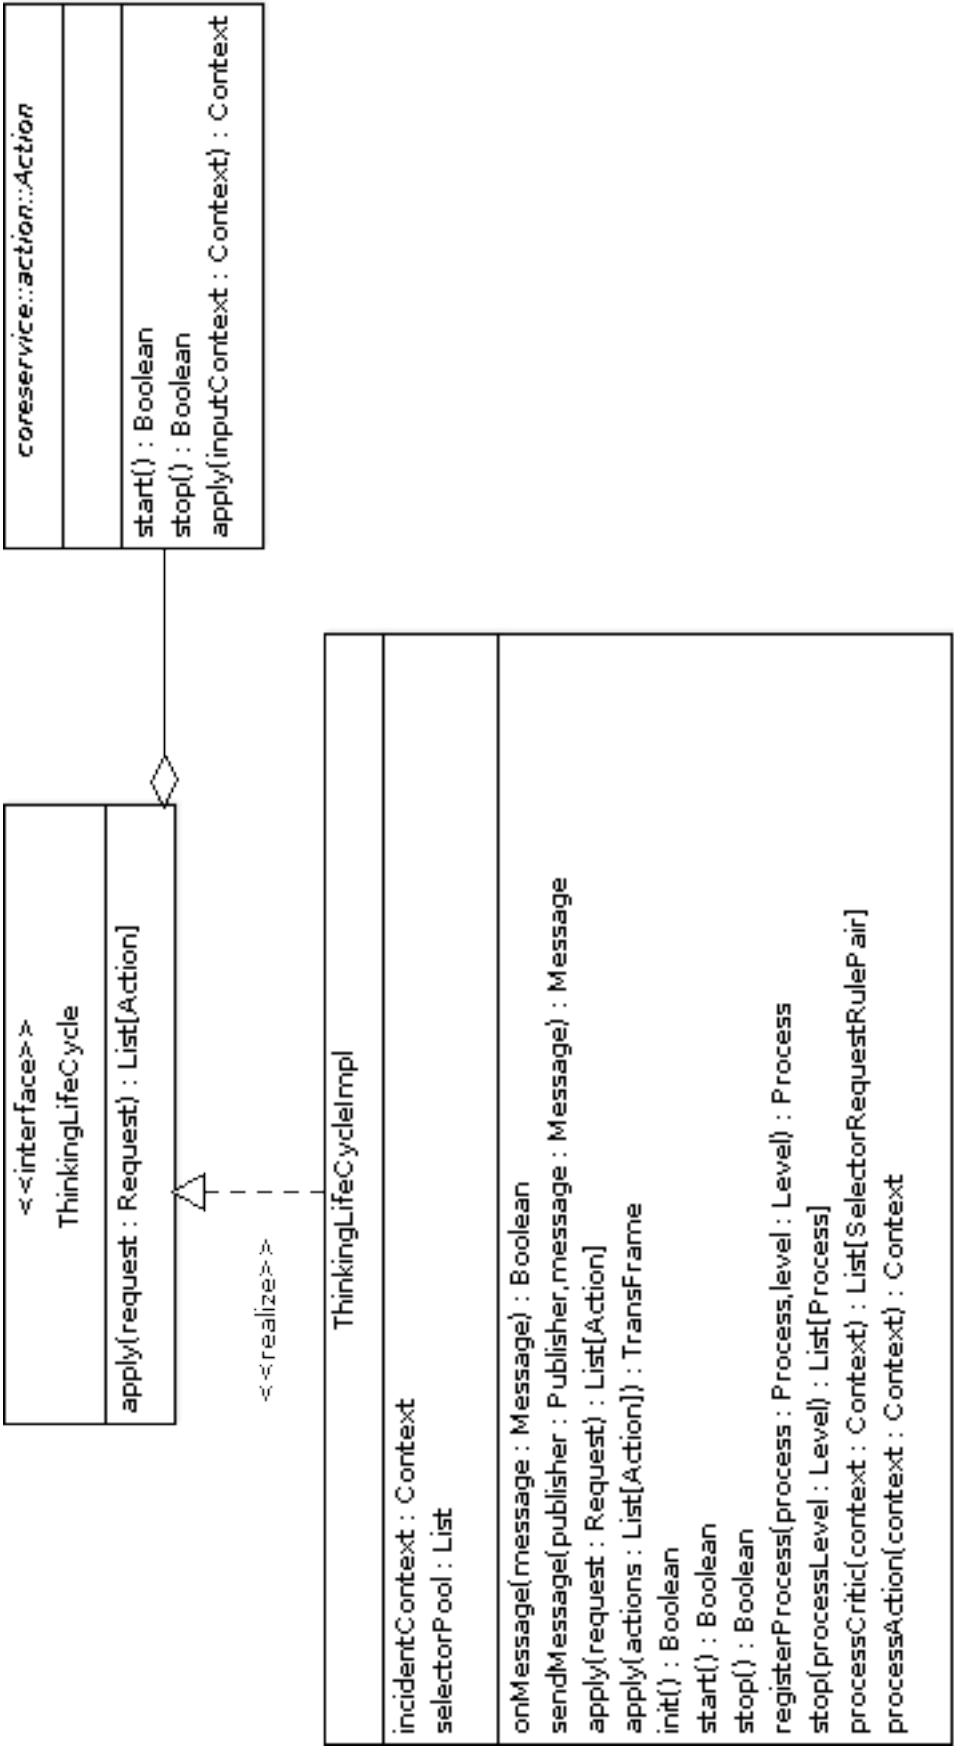 <<interface>>
ThinkingLifeCycle
apply(request : Request) : List[Action]
coreservice::action::Action
start() : Boolean
stop() : Boolean
apply(inputContext : Context) : Context
<<realize>>
ThinkingLifeCycleImpl
incidentContext : Context
selectorPool : List
onMessage(message : Message) : Boolean
sendMessage(publisher : Publisher,message : Message) : Message
apply(request : Request) : List[Action]
apply(actions : List[Action]) : TransFrame
init() : Boolean
start() : Boolean
stop() : Boolean
registerProcess(process : Process,level : Level) : Process
stop(processLevel : Level) : List[Process]
processCritic(context : Context) : List[SelectorRequestRulePair]
processAction(context : Context) : Context